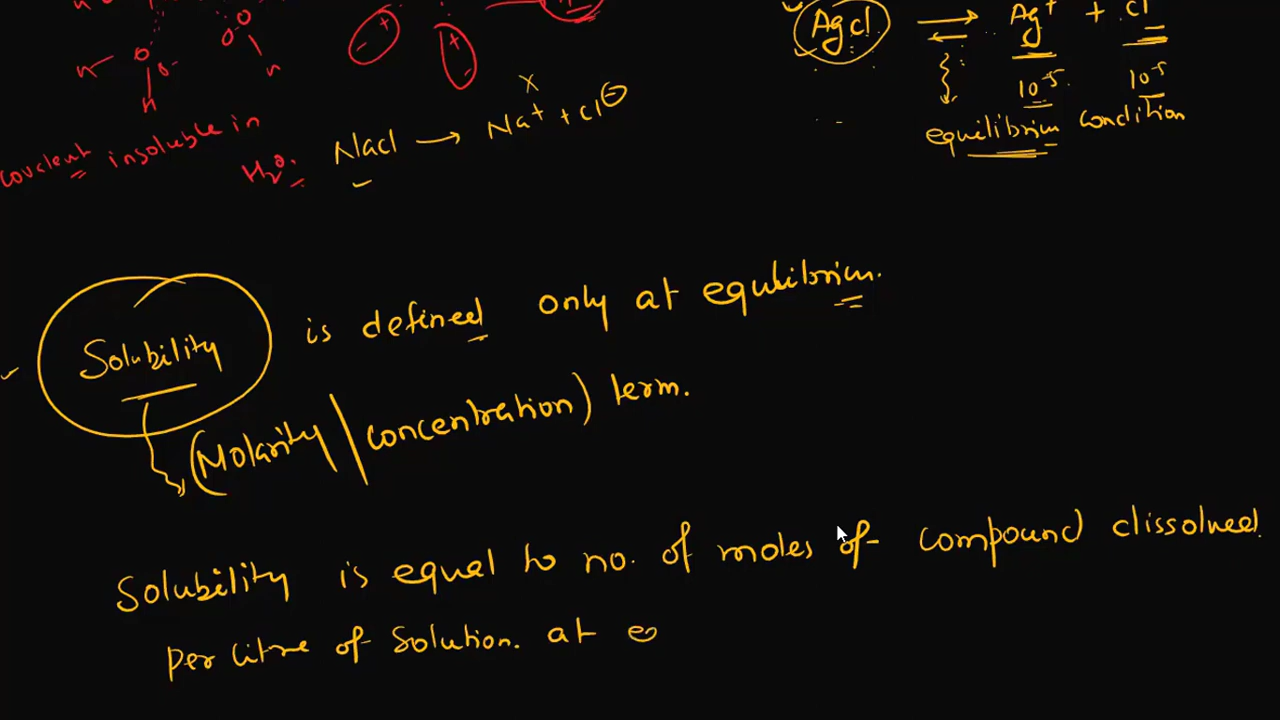 AgCl ⇌ Ag⁺ + Cl⁻
10⁻⁵ 10⁻⁵
equilibrium condition
covalent insoluble in H₂O.
NaCl → Na⁺ + Cl⊖
Solubility is defined only at equilibrium.
(Molarity | concentration) term.
Solubility is equal to no. of moles of compound dissolved
per litre of solution. at e